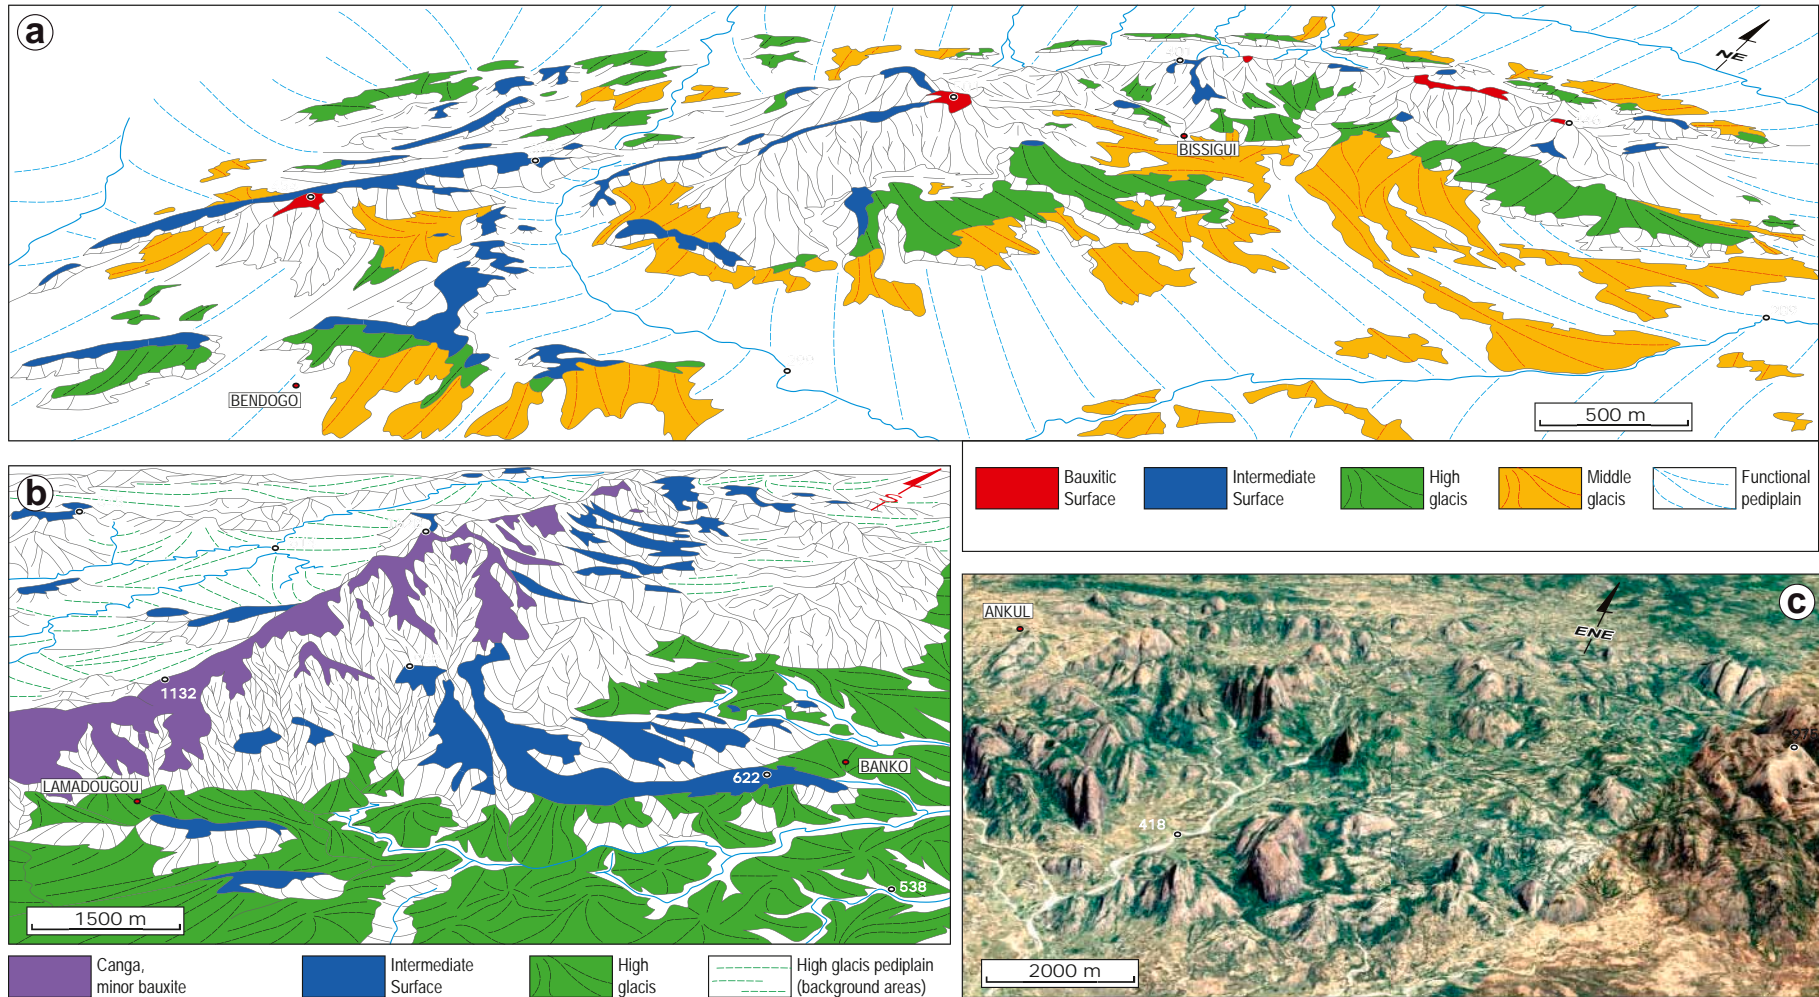 a
NE
BISSIGUI
BENDOGO
500 m
Bauxitic
Surface
Intermediate
Surface
High
glacis
Middle
glacis
Functional
pediplain
b
1132
LAMADOUGOU
622
BANKO
538
1500 m
Canga,
minor bauxite
Intermediate
Surface
High
glacis
High glacis pediplain
(background areas)
c
ANKUL
ENE
418
2000 m